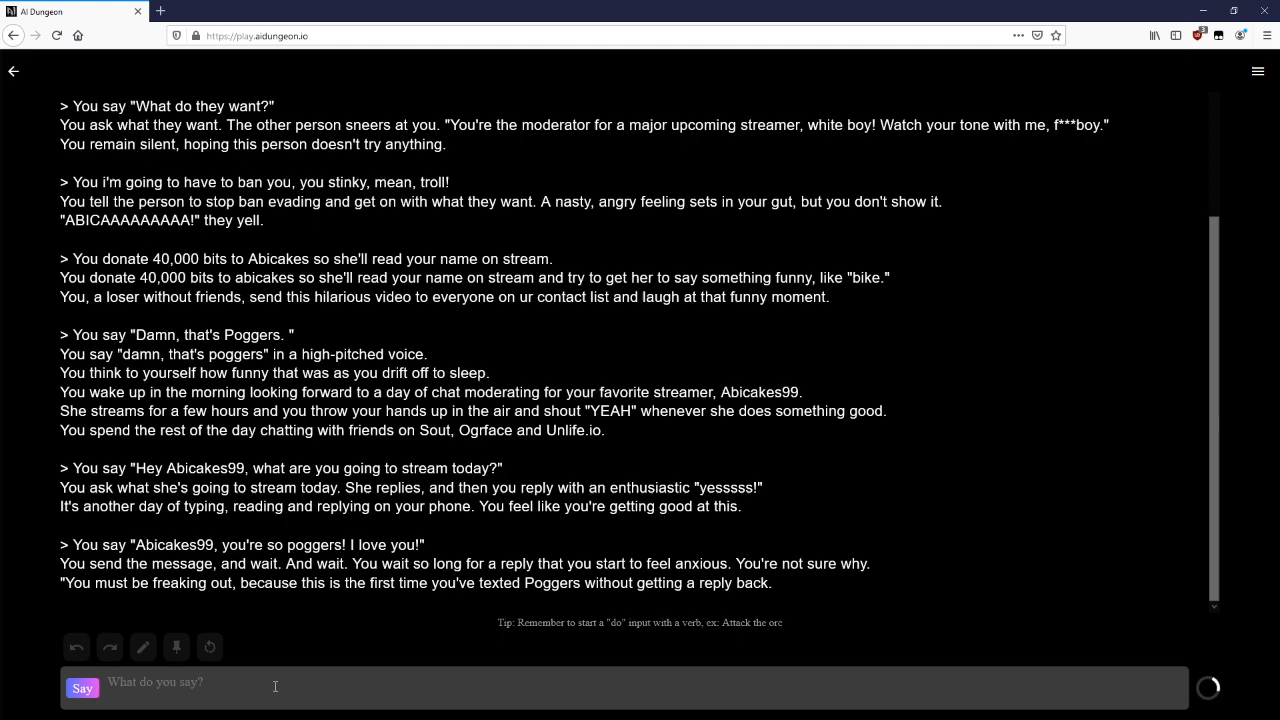 AI Dungeon
https://play.aidungeon.io
> You say "What do they want?"
You ask what they want. The other person sneers at you. "You're the moderator for a major upcoming streamer, white boy! Watch your tone with me, f***boy."
You remain silent, hoping this person doesn't try anything.
> You i'm going to have to ban you, you stinky, mean, troll!
You tell the person to stop ban evading and get on with what they want. A nasty, angry feeling sets in your gut, but you don't show it.
"ABICAAAAAAAAA!" they yell.
> You donate 40,000 bits to Abicakes so she'll read your name on stream.
You donate 40,000 bits to abicakes so she'll read your name on stream and try to get her to say something funny, like "bike."
You, a loser without friends, send this hilarious video to everyone on ur contact list and laugh at that funny moment.
> You say "Damn, that's Poggers. "
You say "damn, that's poggers" in a high-pitched voice.
You think to yourself how funny that was as you drift off to sleep.
You wake up in the morning looking forward to a day of chat moderating for your favorite streamer, Abicakes99.
She streams for a few hours and you throw your hands up in the air and shout "YEAH" whenever she does something good.
You spend the rest of the day chatting with friends on Sout, Ogrface and Unlife.io.
> You say "Hey Abicakes99, what are you going to stream today?"
You ask what she's going to stream today. She replies, and then you reply with an enthusiastic "yesssss!"
It's another day of typing, reading and replying on your phone. You feel like you're getting good at this.
> You say "Abicakes99, you're so poggers! I love you!"
You send the message, and wait. And wait. You wait so long for a reply that you start to feel anxious. You're not sure why.
"You must be freaking out, because this is the first time you've texted Poggers without getting a reply back.
Tip: Remember to start a "do" input with a verb, ex: Attack the orc
Say What do you say?